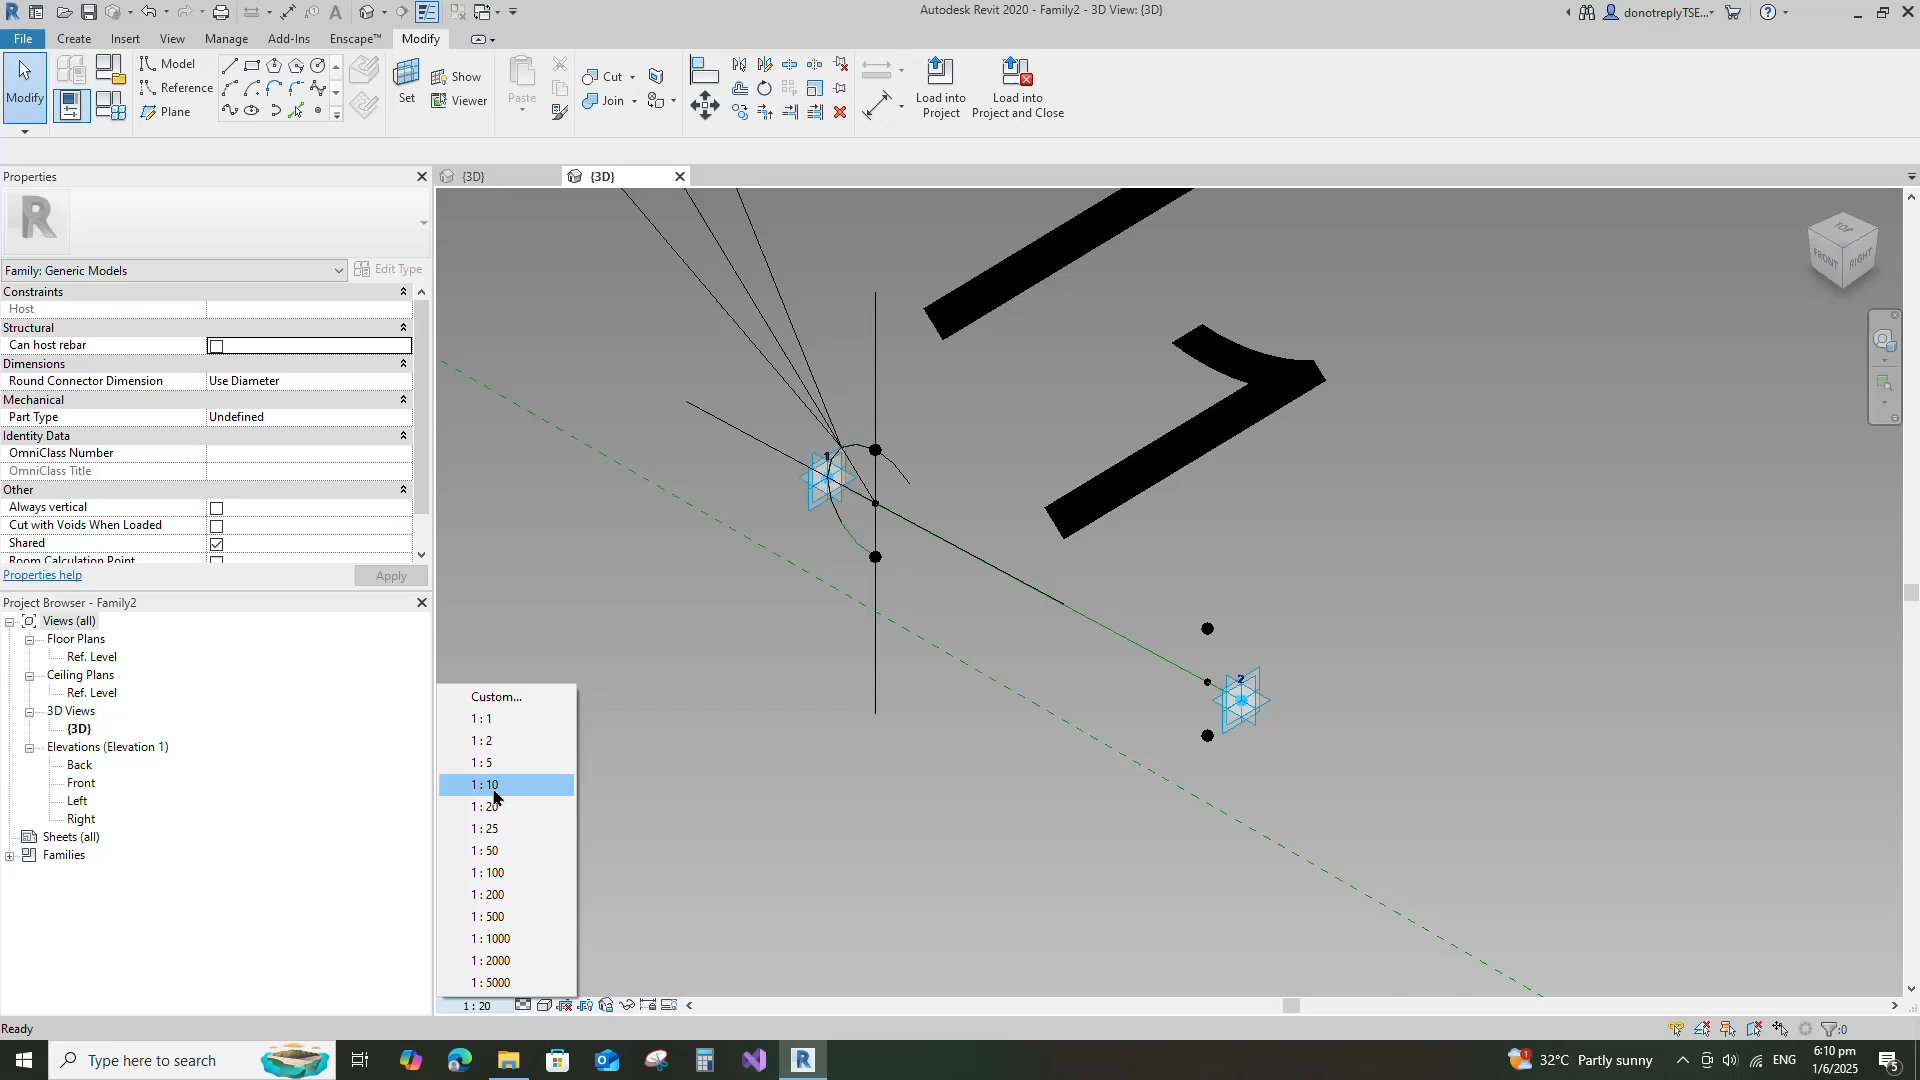 Autodesk Revit 2020 - Family2 - 3D View: {3D}
donotreplyTSE...
File
Create
Insert
View
Manage
Add-Ins
Enscape™
Modify
Modify
Model
Reference
Plane
Set
Show
Viewer
Paste
Cut
Join
Load into
Project
Load into
Project and Close
Properties
{3D}
{3D}
R
Family: Generic Models
Edit Type
Constraints
Host
Structural
Can host rebar
Dimensions
Round Connector Dimension
Use Diameter
Mechanical
Part Type
Undefined
Identity Data
OmniClass Number
OmniClass Title
Other
Always vertical
Cut with Voids When Loaded
Shared
Room Calculation Point
Properties help
Apply
Project Browser - Family2
Views (all)
Floor Plans
Ref. Level
Ceiling Plans
Ref. Level
3D Views
{3D}
Elevations (Elevation 1)
Back
Front
Left
Right
Sheets (all)
Families
TOP
FRONT
RIGHT
1
1
2
Custom...
1 : 1
1 : 2
1 : 5
1 : 10
1 : 20
1 : 25
1 : 50
1 : 100
1 : 200
1 : 500
1 : 1000
1 : 2000
1 : 5000
1 : 20
Ready
:0
Type here to search
32°C Partly sunny
ENG
6:10 pm
1/6/2025
5